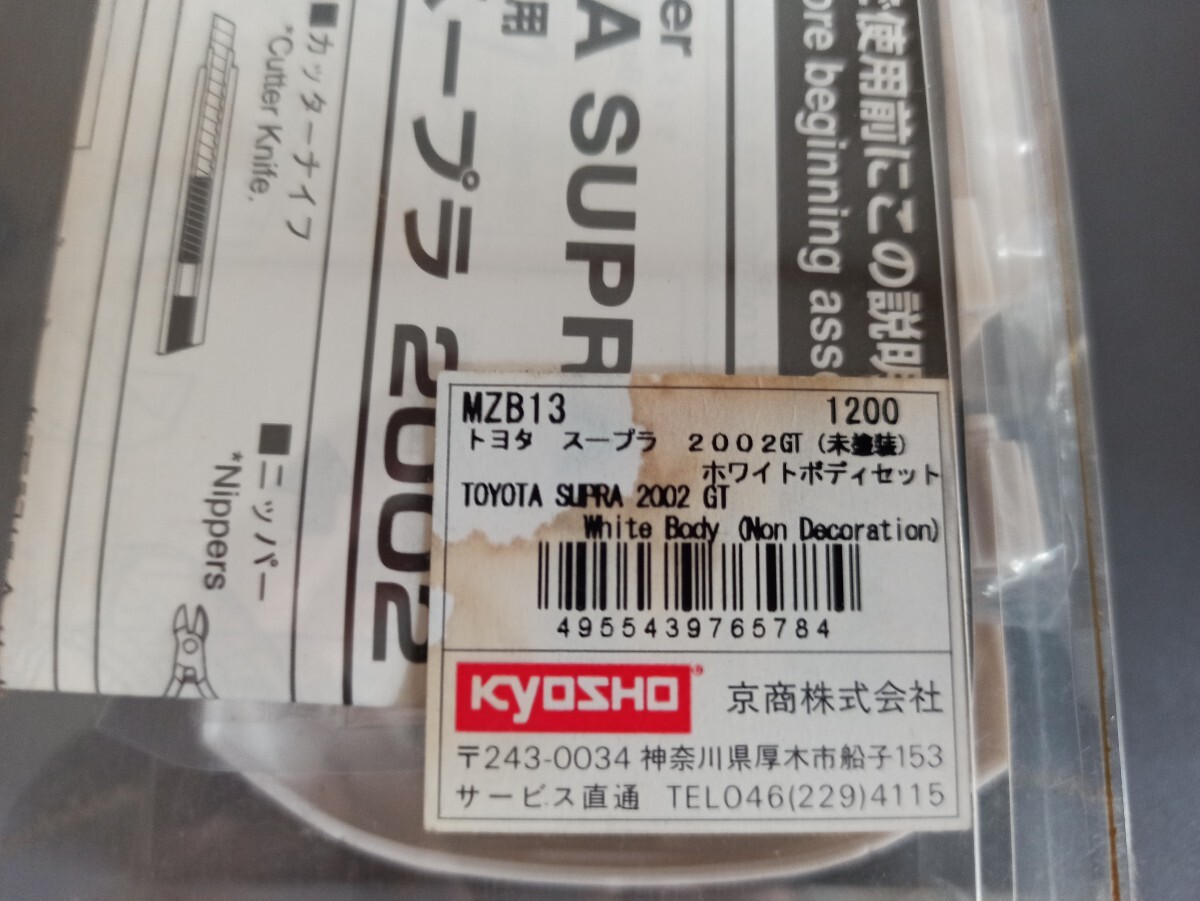 ご使用前にこの説明
ore beginning ass
er
A SUPR
用
ープラ 2002
■カッターナイフ
*Cutter Knife.
■ニッパー
*Nippers
MZB13 1200
トヨタ スープラ 2002GT(未塗装)
ホワイトボディセット
TOYOTA SUPRA 2002 GT
White Body (Non Decoration)
4955439765784
KYOSHO®
京商株式会社
〒243-0034 神奈川県厚木市船子153
サービス直通 TEL046(229)4115